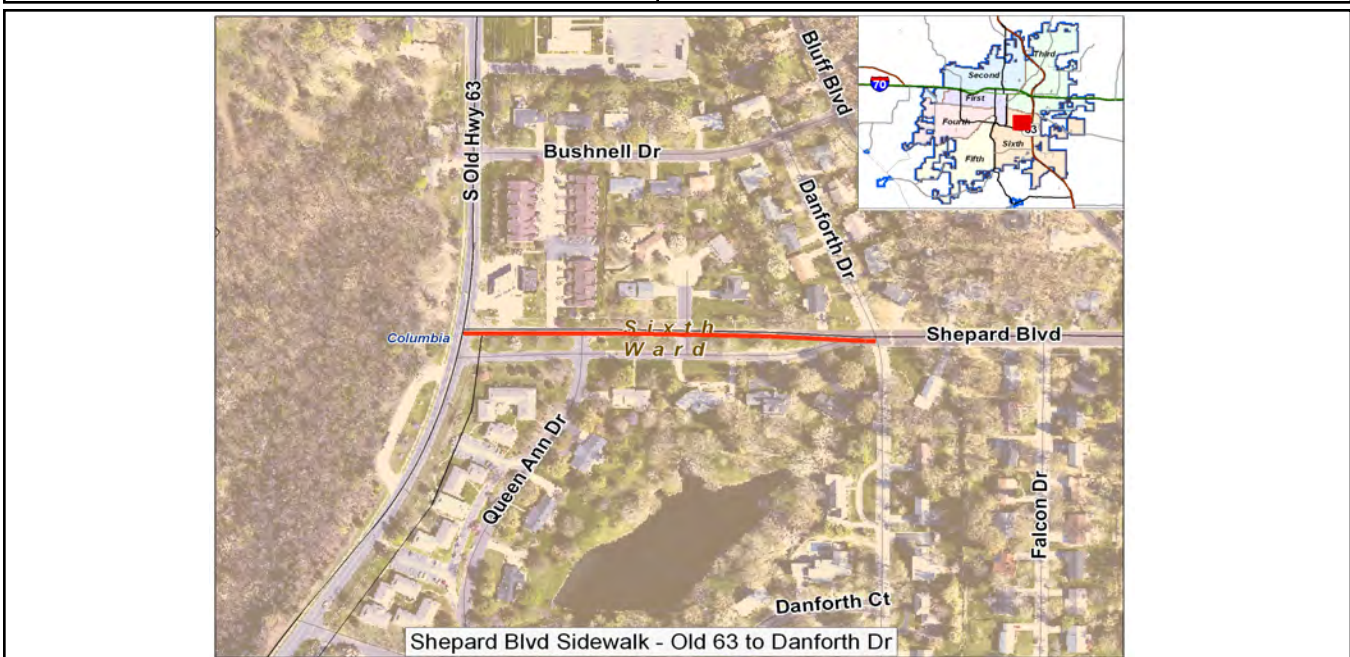 S Old Hwy 63
Bluff Blvd
Bushnell Dr
Danforth Dr
Third
Second
70
First
Fourth
63
Sixth
Fifth
Columbia
Sixth
Ward
Shepard Blvd
Queen Ann Dr
Falcon Dr
Danforth Ct
Shepard Blvd Sidewalk - Old 63 to Danforth Dr